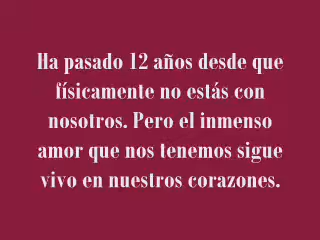 Ha pasado 12 años desde que
físicamente no estás con
nosotros. Pero el inmenso
amor que nos tenemos sigue
vivo en nuestros corazones.